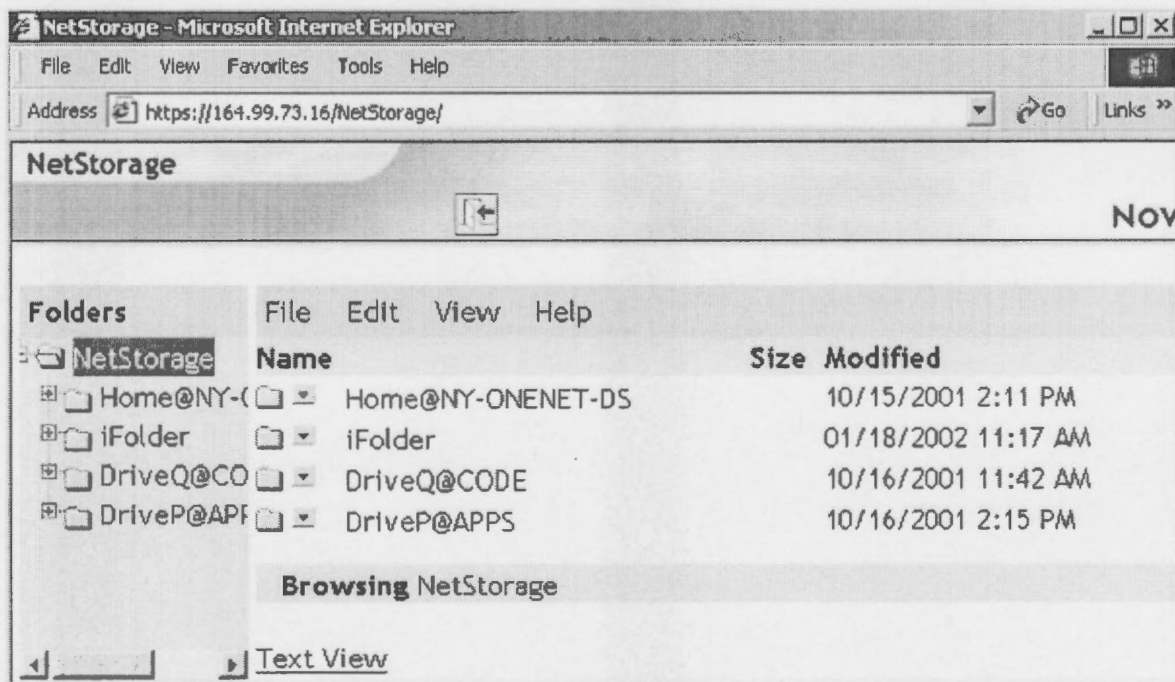 NetStorage - Microsoft Internet Explorer
File Edit View Favorites Tools Help
Address https://164.99.73.16/NetStorage/ Go Links »
NetStorage
Nov
Folders File Edit View Help
NetStorage Name Size Modified
Home@NY-( Home@NY-ONENET-DS 10/15/2001 2:11 PM
iFolder iFolder 01/18/2002 11:17 AM
DriveQ@CO DriveQ@CODE 10/16/2001 11:42 AM
DriveP@APF DriveP@APPS 10/16/2001 2:15 PM
Browsing NetStorage
Text View